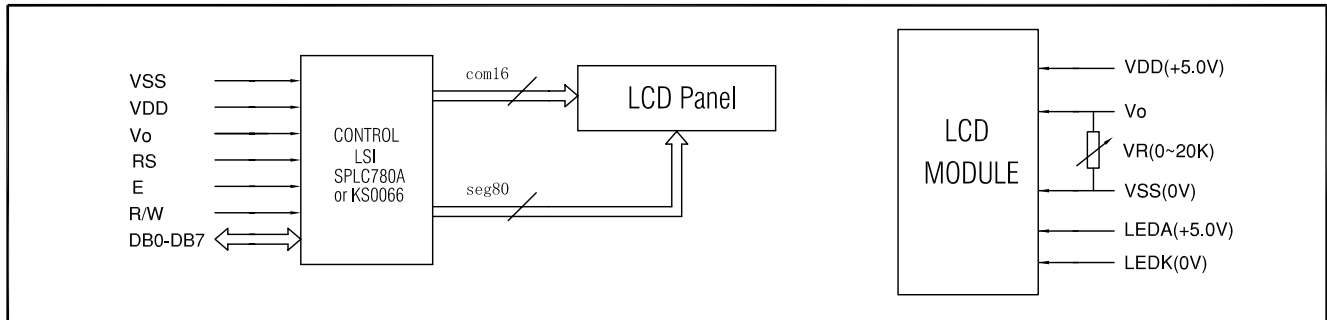 VSS
VDD
Vo
RS
E
R/W
DB0-DB7
CONTROL
LSI
SPLC780A
or KS0066
com16
seg80
LCD Panel
LCD
MODULE
VDD(+5.0V)
Vo
VR(0~20K)
VSS(0V)
LEDA(+5.0V)
LEDK(0V)